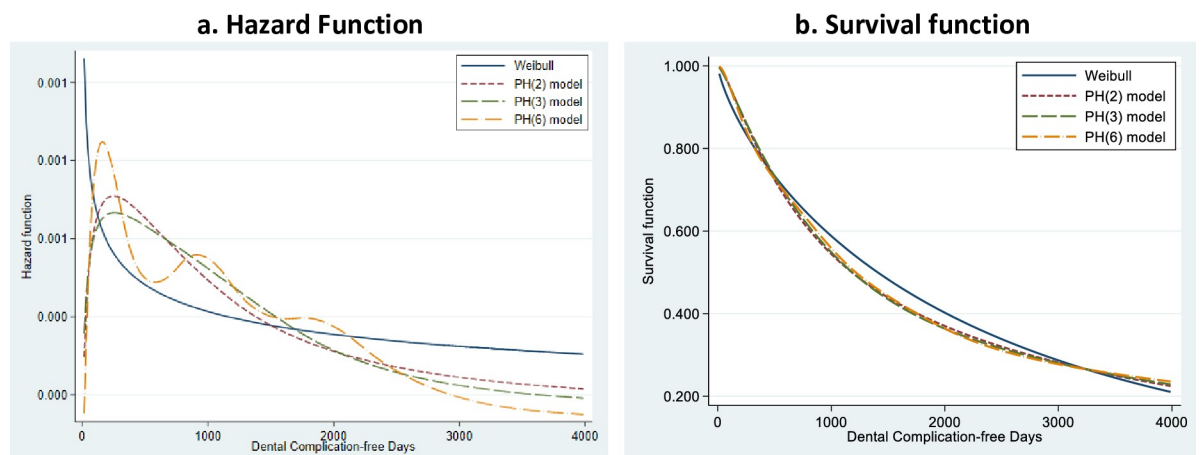 a. Hazard Function
0.001
0.001
0.001
0.000
0.000
Hazard function
Weibull
PH(2) model
PH(3) model
PH(6) model
0
1000
2000
3000
4000
Dental Complication-free Days
b. Survival function
1.000
0.800
0.600
0.400
0.200
Survival function
Weibull
PH(2) model
PH(3) model
PH(6) model
0
1000
2000
3000
4000
Dental Complication-free Days